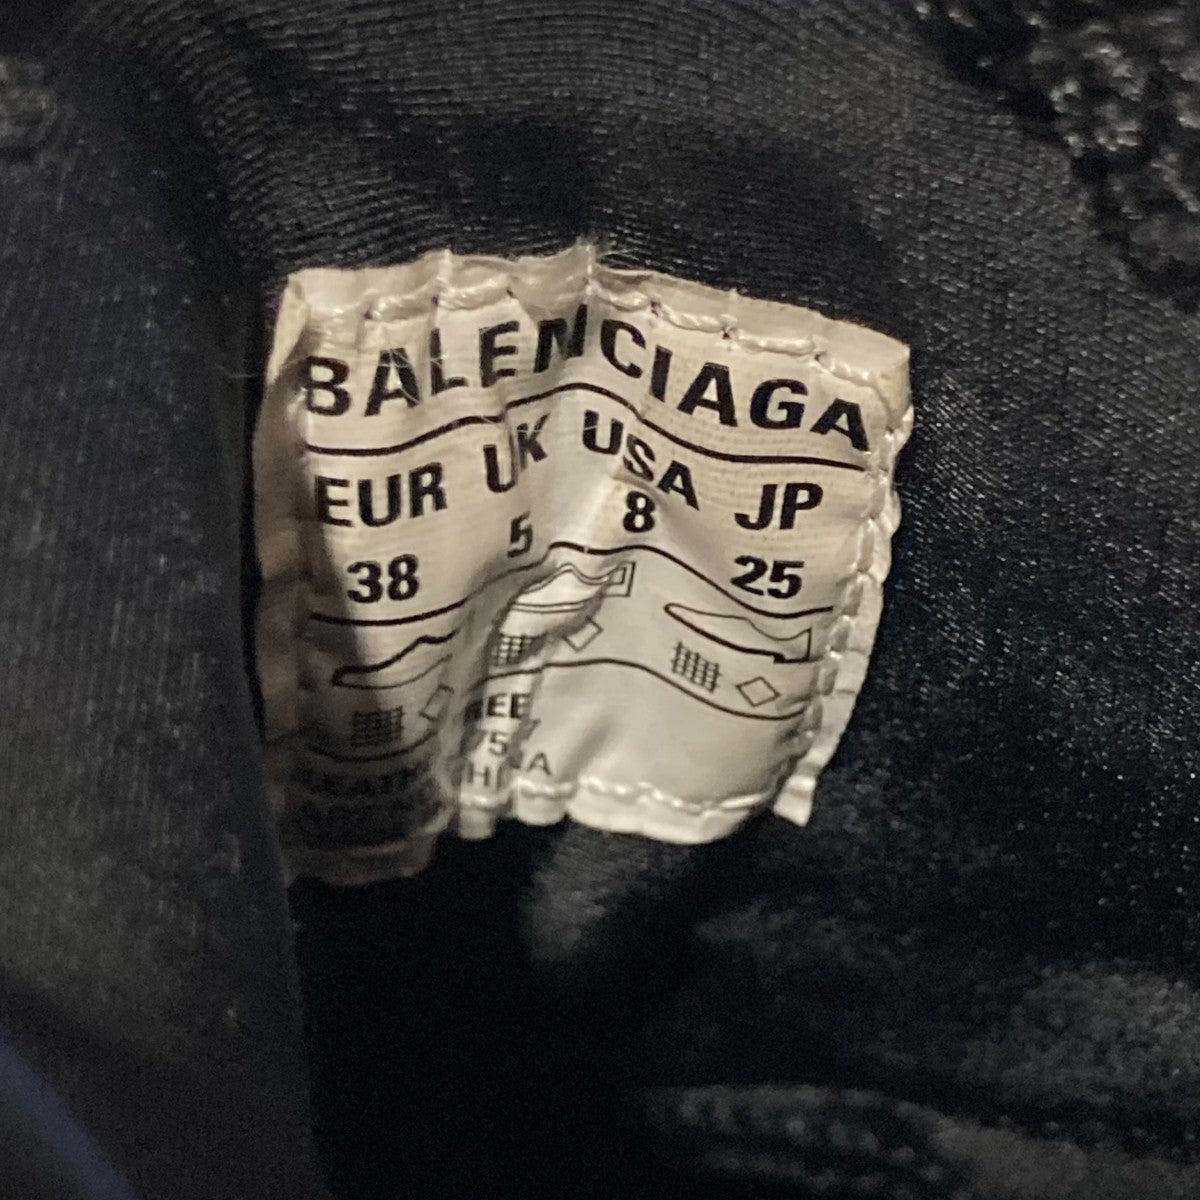 BALENCIAGA
EUR UK USA JP
38 5 8 25